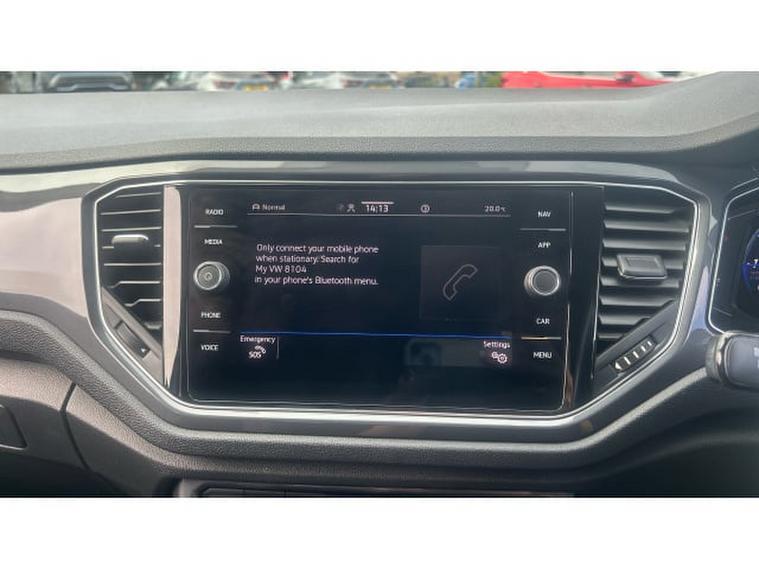 RADIO
Normal
14:13
20.0°C
NAV
MEDIA
Only connect your mobile phone
when stationary: Search for
My VW 8104
in your phone's Bluetooth menu.
APP
PHONE
CAR
VOICE
Emergency
SOS
Settings
MENU